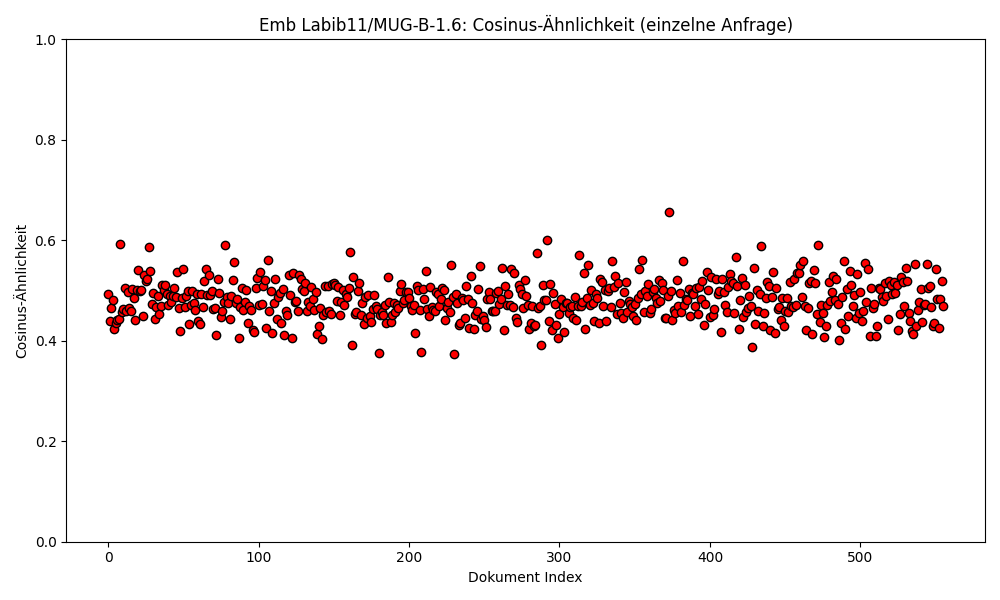 Emb Labib11/MUG-B-1.6: Cosinus-Ähnlichkeit (einzelne Anfrage)
Cosinus-Ähnlichkeit
1.0
0.8
0.6
0.4
0.2
0.0
0 100 200 300 400 500
Dokument Index